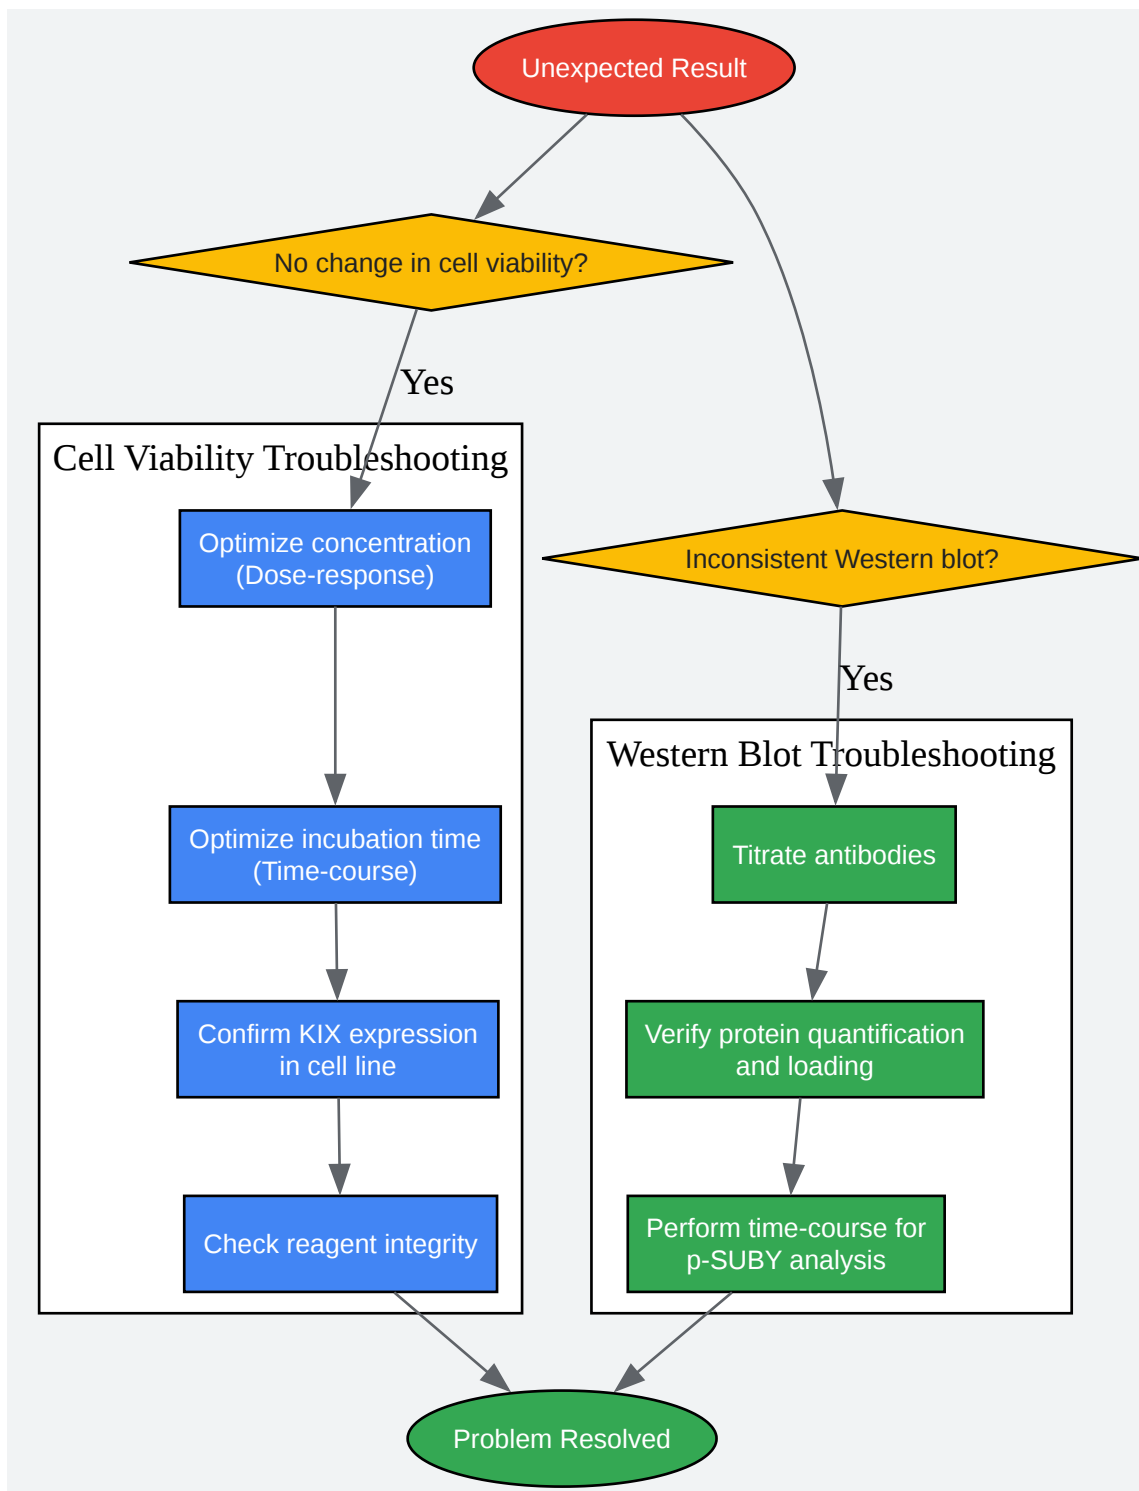 Unexpected Result
No change in cell viability?
Yes
Cell Viability Troubleshooting
Optimize concentration
(Dose-response)
Optimize incubation time
(Time-course)
Confirm KIX expression
in cell line
Check reagent integrity
Inconsistent Western blot?
Yes
Western Blot Troubleshooting
Titrate antibodies
Verify protein quantification
and loading
Perform time-course for
p-SUBY analysis
Problem Resolved